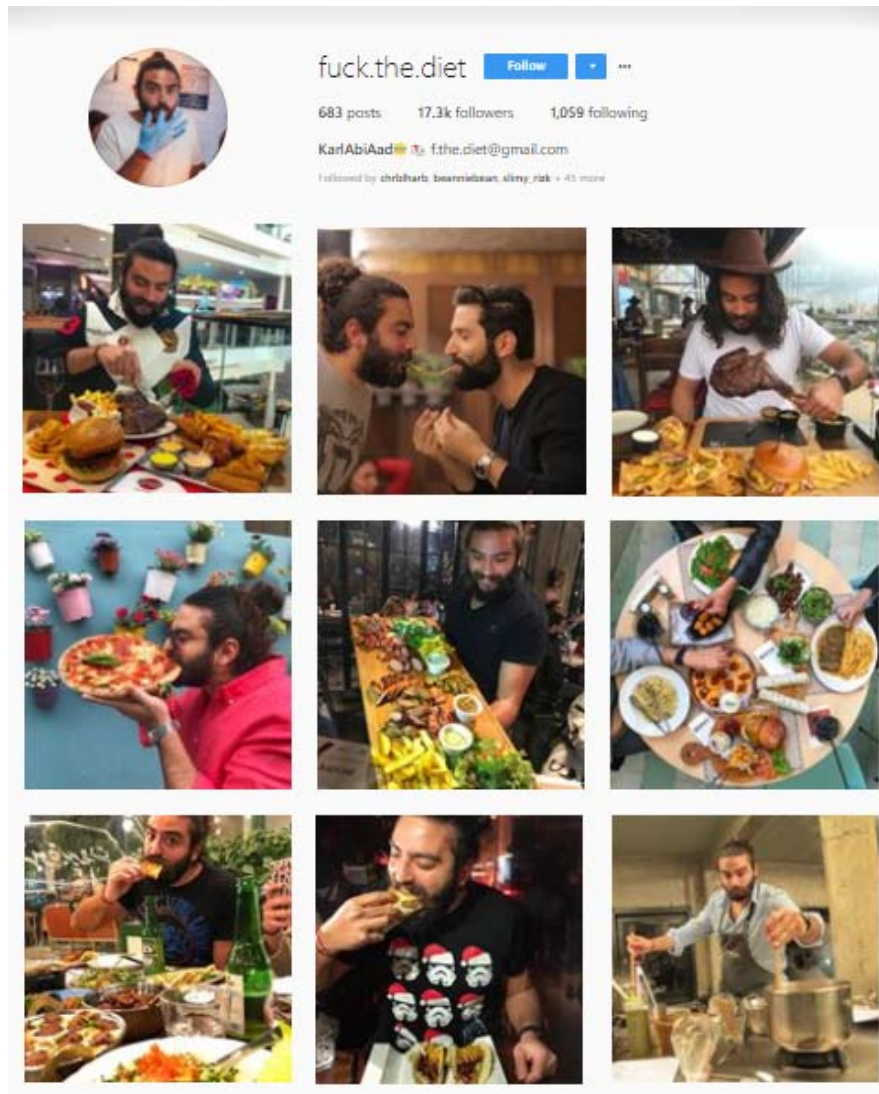 fuck.the.diet Follow
683 posts 17.3k followers 1,059 following
KarlAbiAad f.the.diet@gmail.com
Followed by chrblharb, beanniebean, slimy_rizk + 45 more